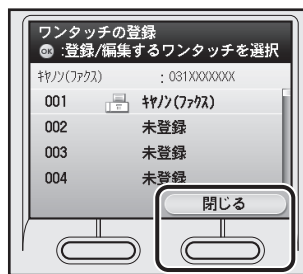 ワンタッチの登録
OK :登録/編集するワンタッチを選択
ｷﾔﾉﾝ(ﾌｧｸｽ) : 031XXXXXXX
001 ｷﾔﾉﾝ(ﾌｧｸｽ)
002 未登録
003 未登録
004 未登録
閉じる